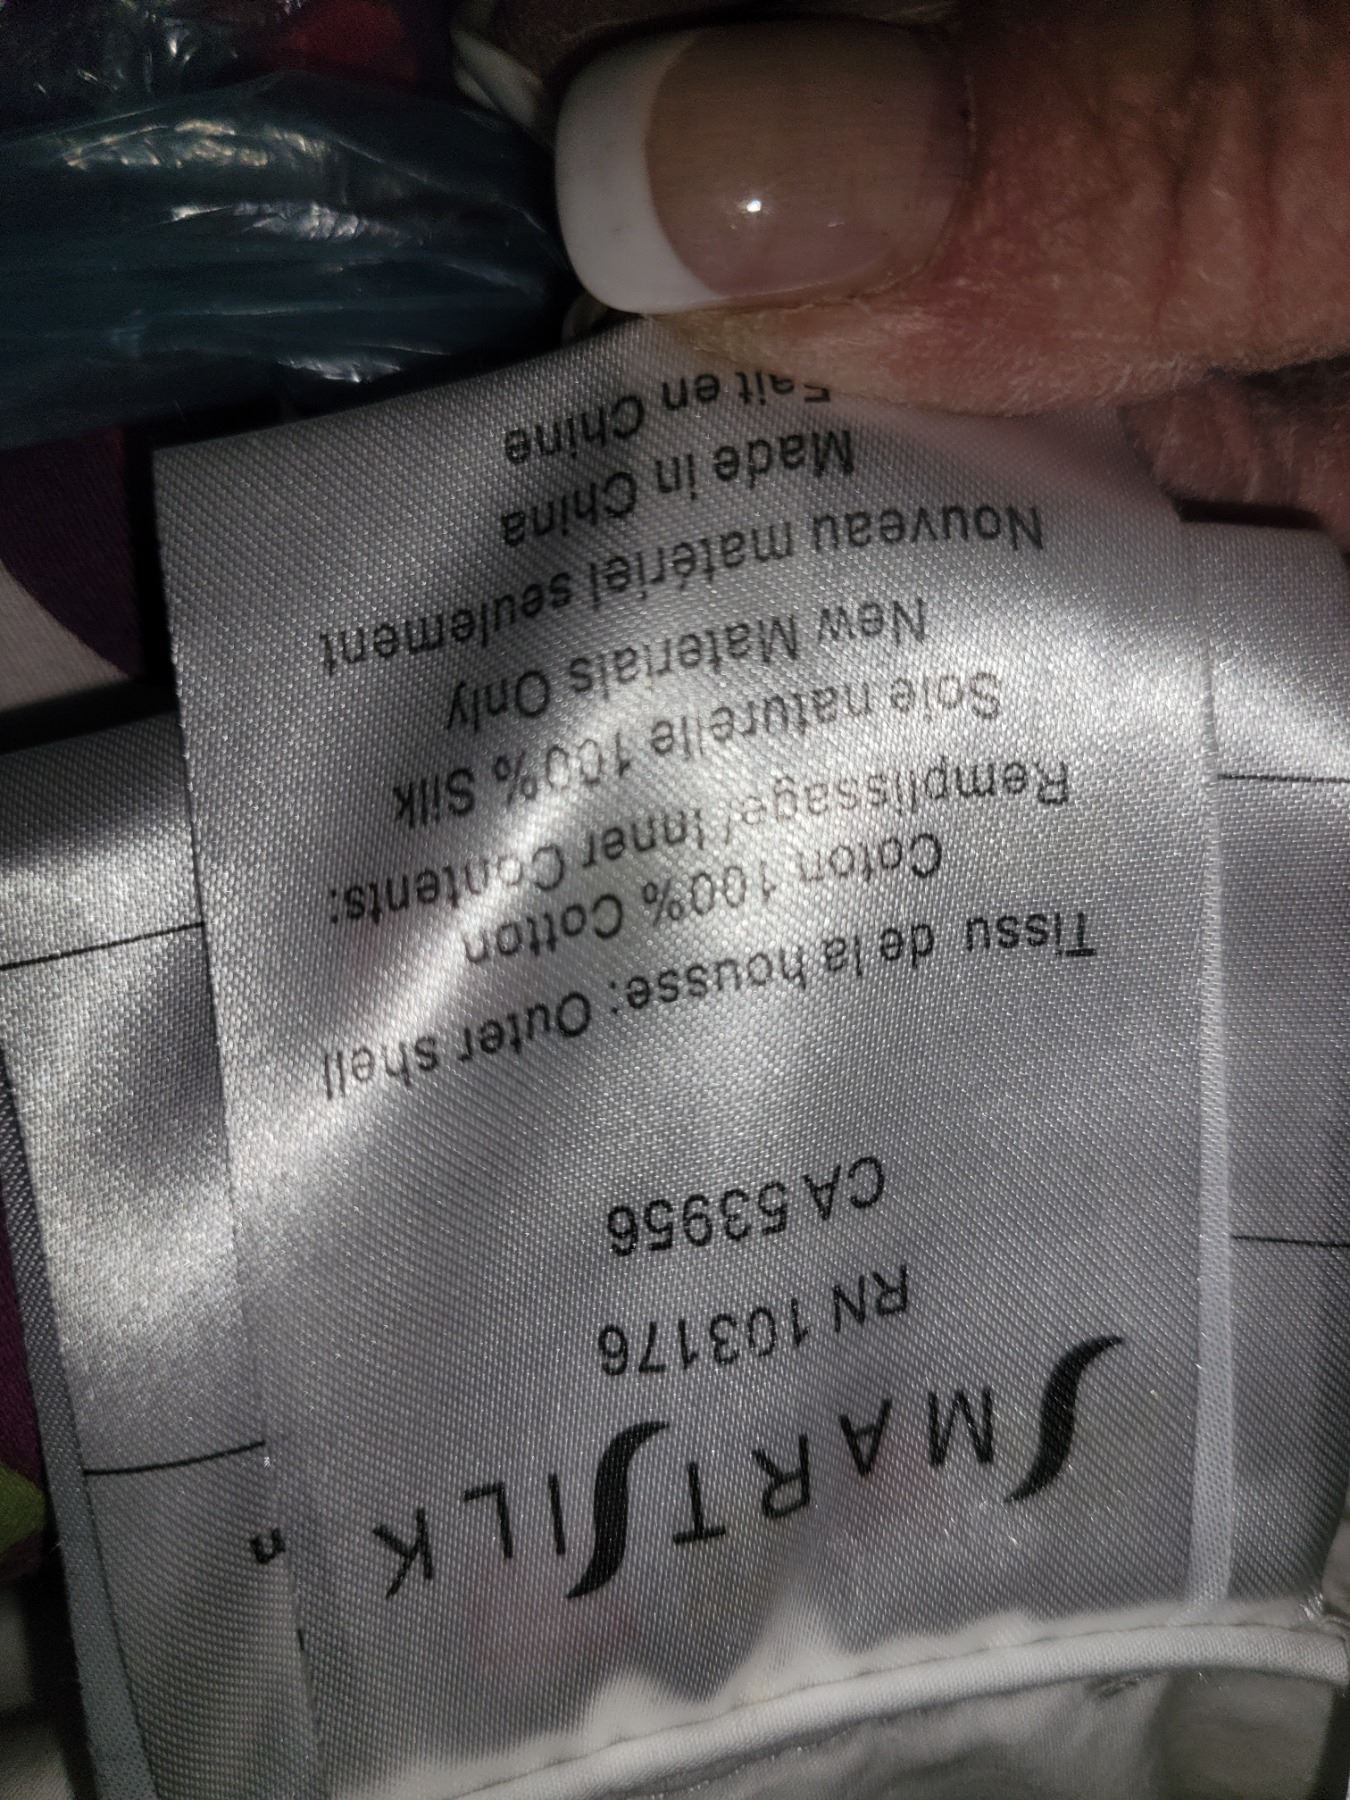 SMARTSILK
RN 103176
CA 53956
Tissu de la housse: Outer shell
Coton 100% Cotton
Remplissage/ Inner Contents:
Soie naturelle 100% Silk
New Materials Only
Nouveau matériel seulement
Made in China
Fait en Chine